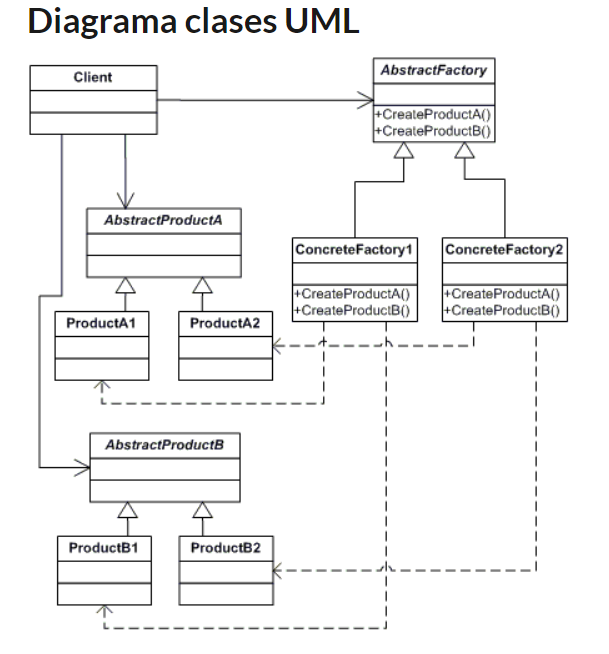 Diagrama clases UML
Client
AbstractFactory
+CreateProductA()
+CreateProductB()
AbstractProductA
ConcreteFactory1
+CreateProductA()
+CreateProductB()
ConcreteFactory2
+CreateProductA()
+CreateProductB()
ProductA1
ProductA2
AbstractProductB
ProductB1
ProductB2